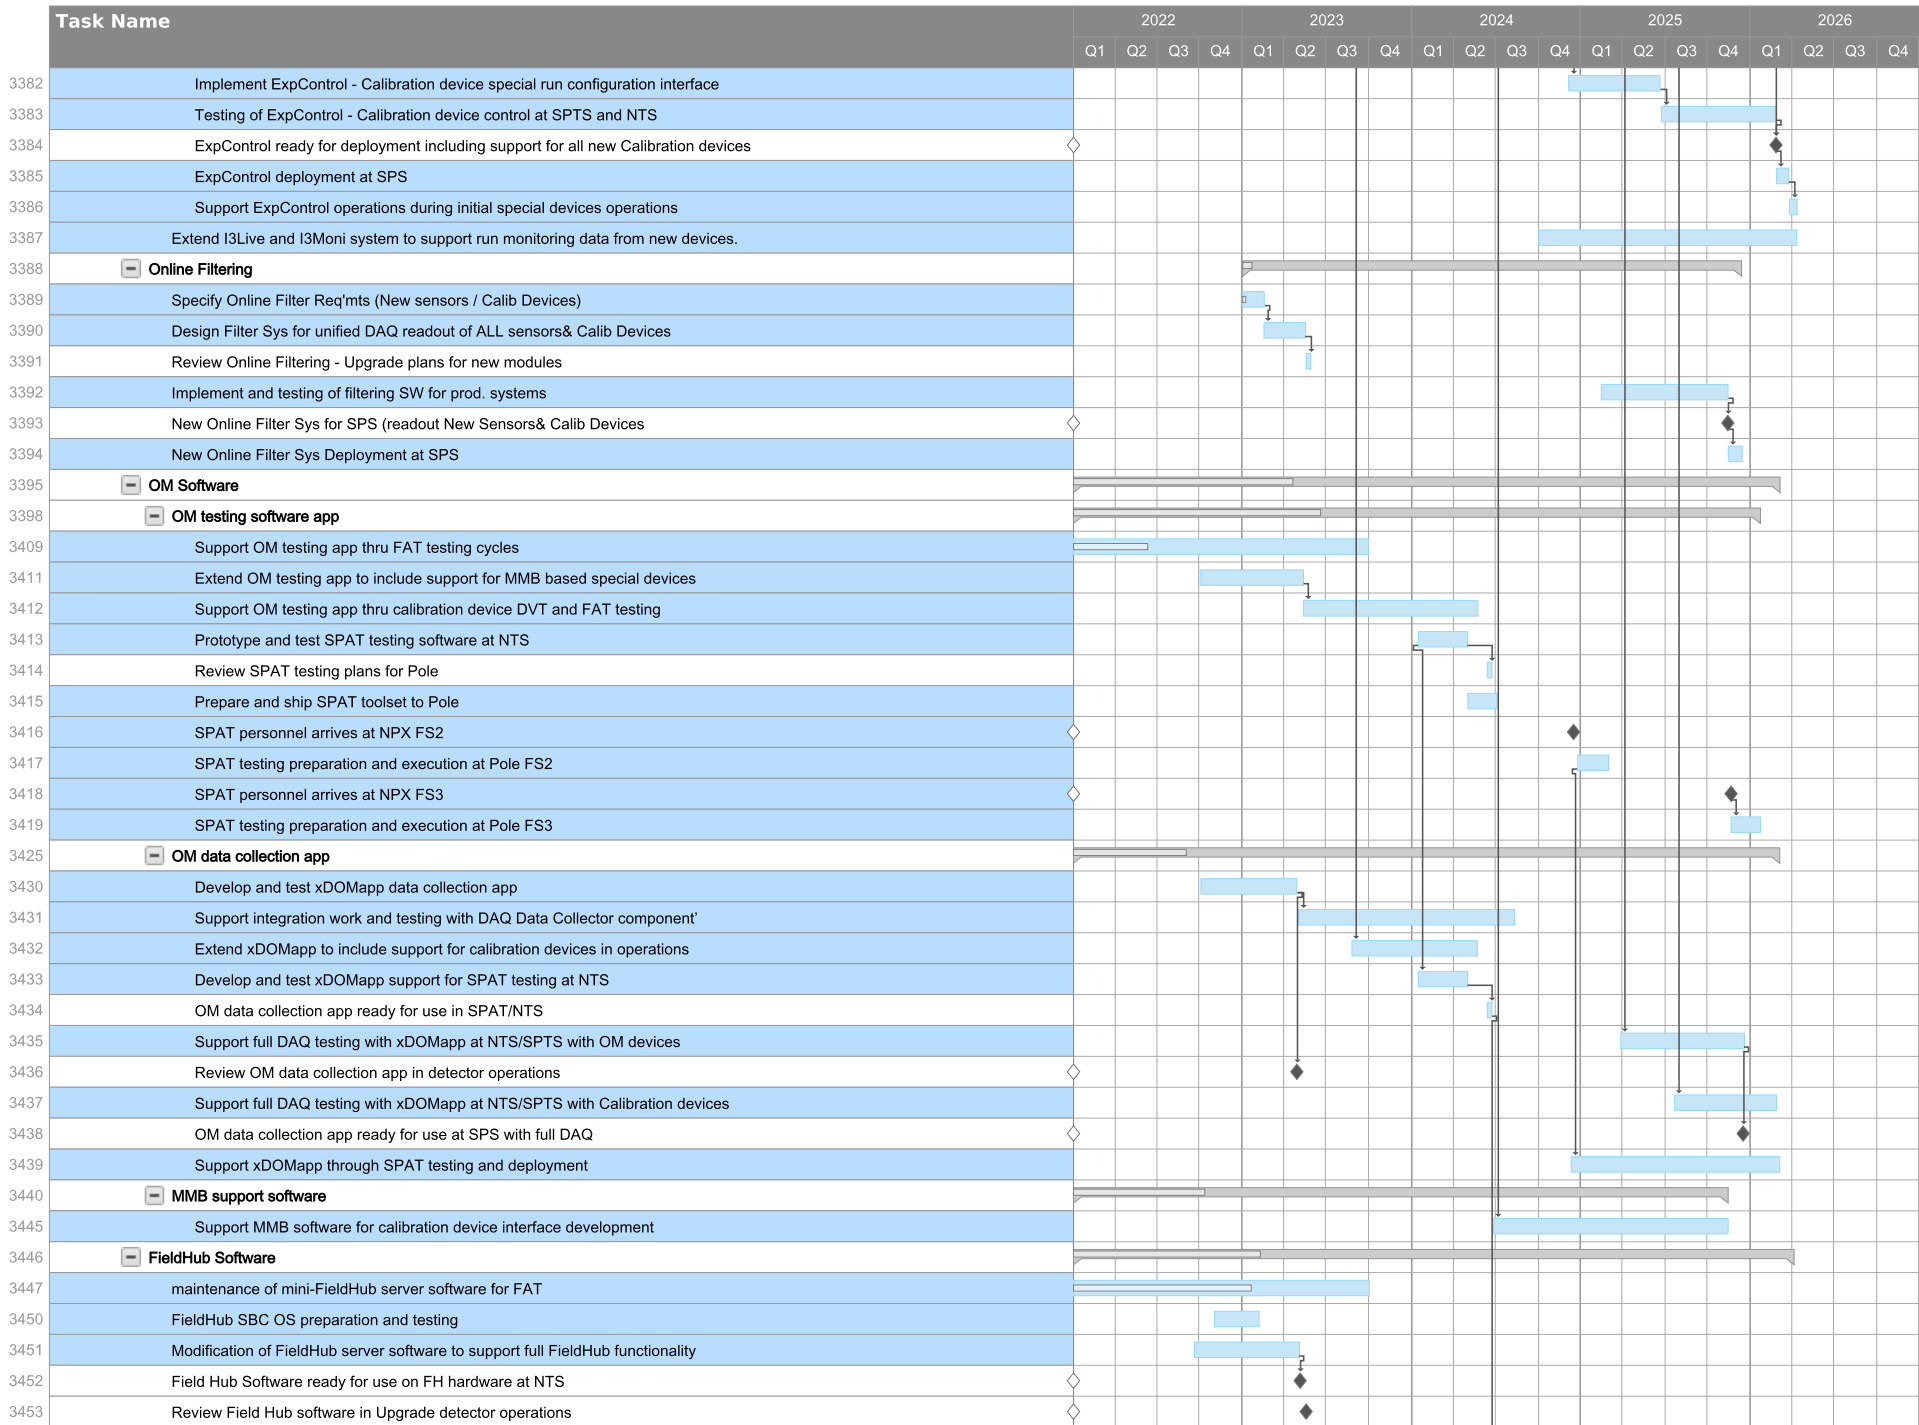 Task Name
2022 2023 2024 2025 2026
Q1 Q2 Q3 Q4 Q1 Q2 Q3 Q4 Q1 Q2 Q3 Q4 Q1 Q2 Q3 Q4 Q1 Q2 Q3 Q4
3382 Implement ExpControl - Calibration device special run configuration interface
3383 Testing of ExpControl - Calibration device control at SPTS and NTS
3384 ExpControl ready for deployment including support for all new Calibration devices
3385 ExpControl deployment at SPS
3386 Support ExpControl operations during initial special devices operations
3387 Extend I3Live and I3Moni system to support run monitoring data from new devices.
3388 Online Filtering
3389 Specify Online Filter Req'mts (New sensors / Calib Devices)
3390 Design Filter Sys for unified DAQ readout of ALL sensors& Calib Devices
3391 Review Online Filtering - Upgrade plans for new modules
3392 Implement and testing of filtering SW for prod. systems
3393 New Online Filter Sys for SPS (readout New Sensors& Calib Devices
3394 New Online Filter Sys Deployment at SPS
3395 OM Software
3398 OM testing software app
3409 Support OM testing app thru FAT testing cycles
3411 Extend OM testing app to include support for MMB based special devices
3412 Support OM testing app thru calibration device DVT and FAT testing
3413 Prototype and test SPAT testing software at NTS
3414 Review SPAT testing plans for Pole
3415 Prepare and ship SPAT toolset to Pole
3416 SPAT personnel arrives at NPX FS2
3417 SPAT testing preparation and execution at Pole FS2
3418 SPAT personnel arrives at NPX FS3
3419 SPAT testing preparation and execution at Pole FS3
3425 OM data collection app
3430 Develop and test xDOMapp data collection app
3431 Support integration work and testing with DAQ Data Collector component’
3432 Extend xDOMapp to include support for calibration devices in operations
3433 Develop and test xDOMapp support for SPAT testing at NTS
3434 OM data collection app ready for use in SPAT/NTS
3435 Support full DAQ testing with xDOMapp at NTS/SPTS with OM devices
3436 Review OM data collection app in detector operations
3437 Support full DAQ testing with xDOMapp at NTS/SPTS with Calibration devices
3438 OM data collection app ready for use at SPS with full DAQ
3439 Support xDOMapp through SPAT testing and deployment
3440 MMB support software
3445 Support MMB software for calibration device interface development
3446 FieldHub Software
3447 maintenance of mini-FieldHub server software for FAT
3450 FieldHub SBC OS preparation and testing
3451 Modification of FieldHub server software to support full FieldHub functionality
3452 Field Hub Software ready for use on FH hardware at NTS
3453 Review Field Hub software in Upgrade detector operations